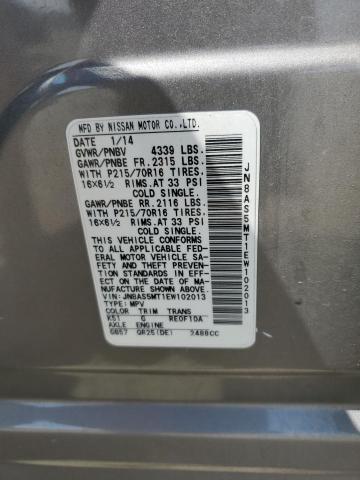 MFD BY NISSAN MOTOR CO.,LTD.
DATE 1/14
GVWR/PNBV 4339 LBS.
GAWR/PNBE FR. 2315 LBS.
WITH P215/70R16 TIRES,
16X6½ RIMS, AT 33 PSI
COLD SINGLE.
GAWR/PNBE RR. 2116 LBS.
WITH P215/70R16 TIRES,
16X6½ RIMS, AT 33 PSI
COLD SINGLE.
THIS VEHICLE CONFORMS
TO ALL APPLICABLE FED-
ERAL MOTOR VEHICLE SA-
FETY AND THEFT PREVEN-
TION STANDARDS IN EFFE-
CT ON THE DATE OF MA-
NUFACTURE SHOWN ABOVE.
VIN: JN8AS5MT1EW102013
TYPE: MPV
COLOR TRIM TRANS
K51 G RE0F10A
AXLE ENGINE
GB57 QR25(DE) 2488CC
JN8AS5MT1EW102013